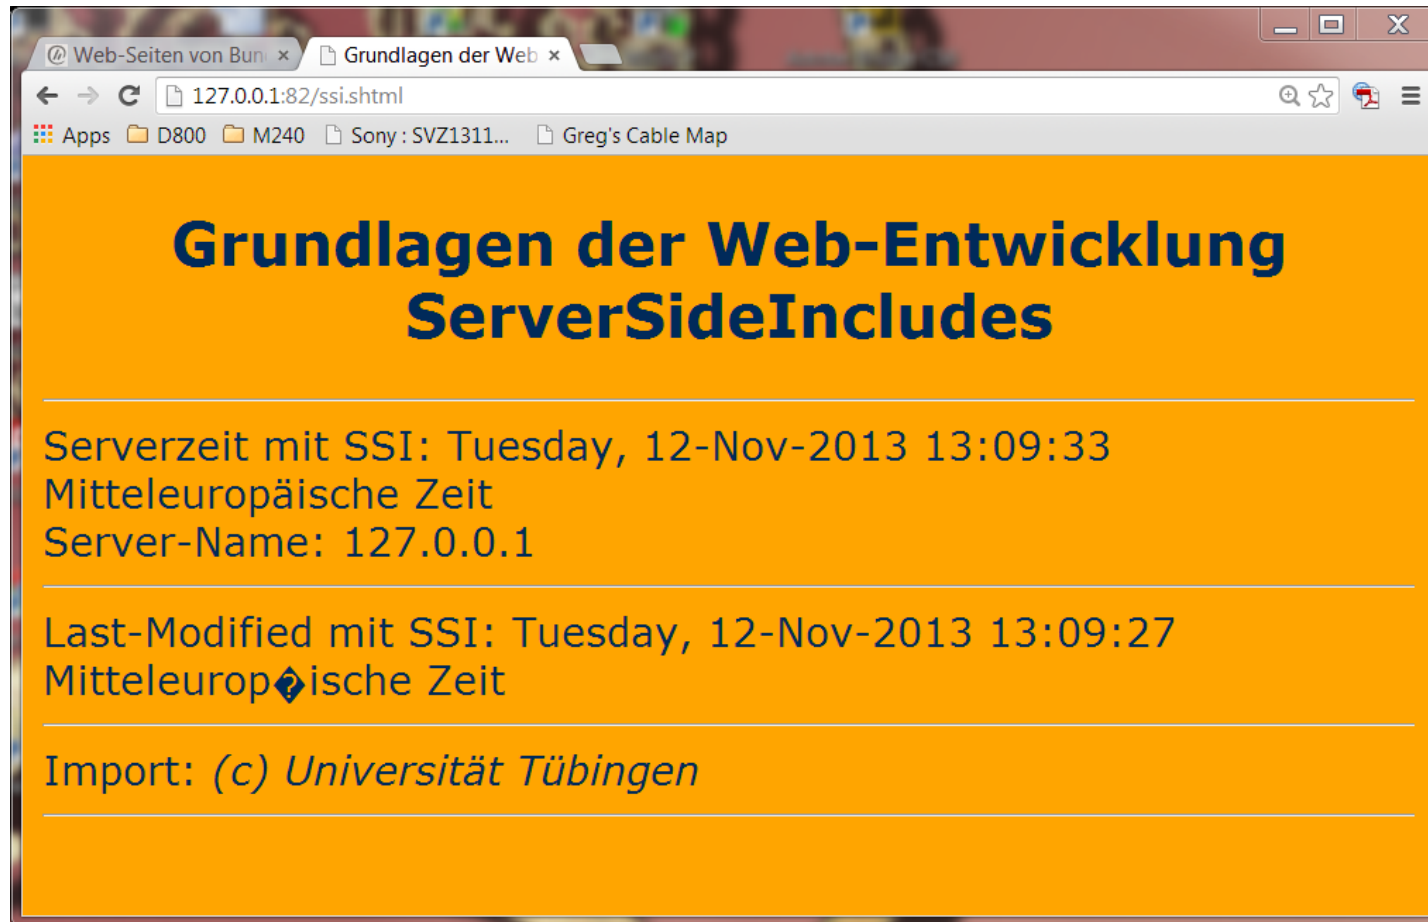 Web-Seiten von Bun
Grundlagen der Web
127.0.0.1:82/ssi.shtml
Apps D800 M240 Sony : SVZ1311... Greg's Cable Map
Grundlagen der Web-Entwicklung
ServerSideIncludes
Serverzeit mit SSI: Tuesday, 12-Nov-2013 13:09:33
Mitteleuropäische Zeit
Server-Name: 127.0.0.1
Last-Modified mit SSI: Tuesday, 12-Nov-2013 13:09:27
Mitteleurop�ische Zeit
Import: (c) Universität Tübingen